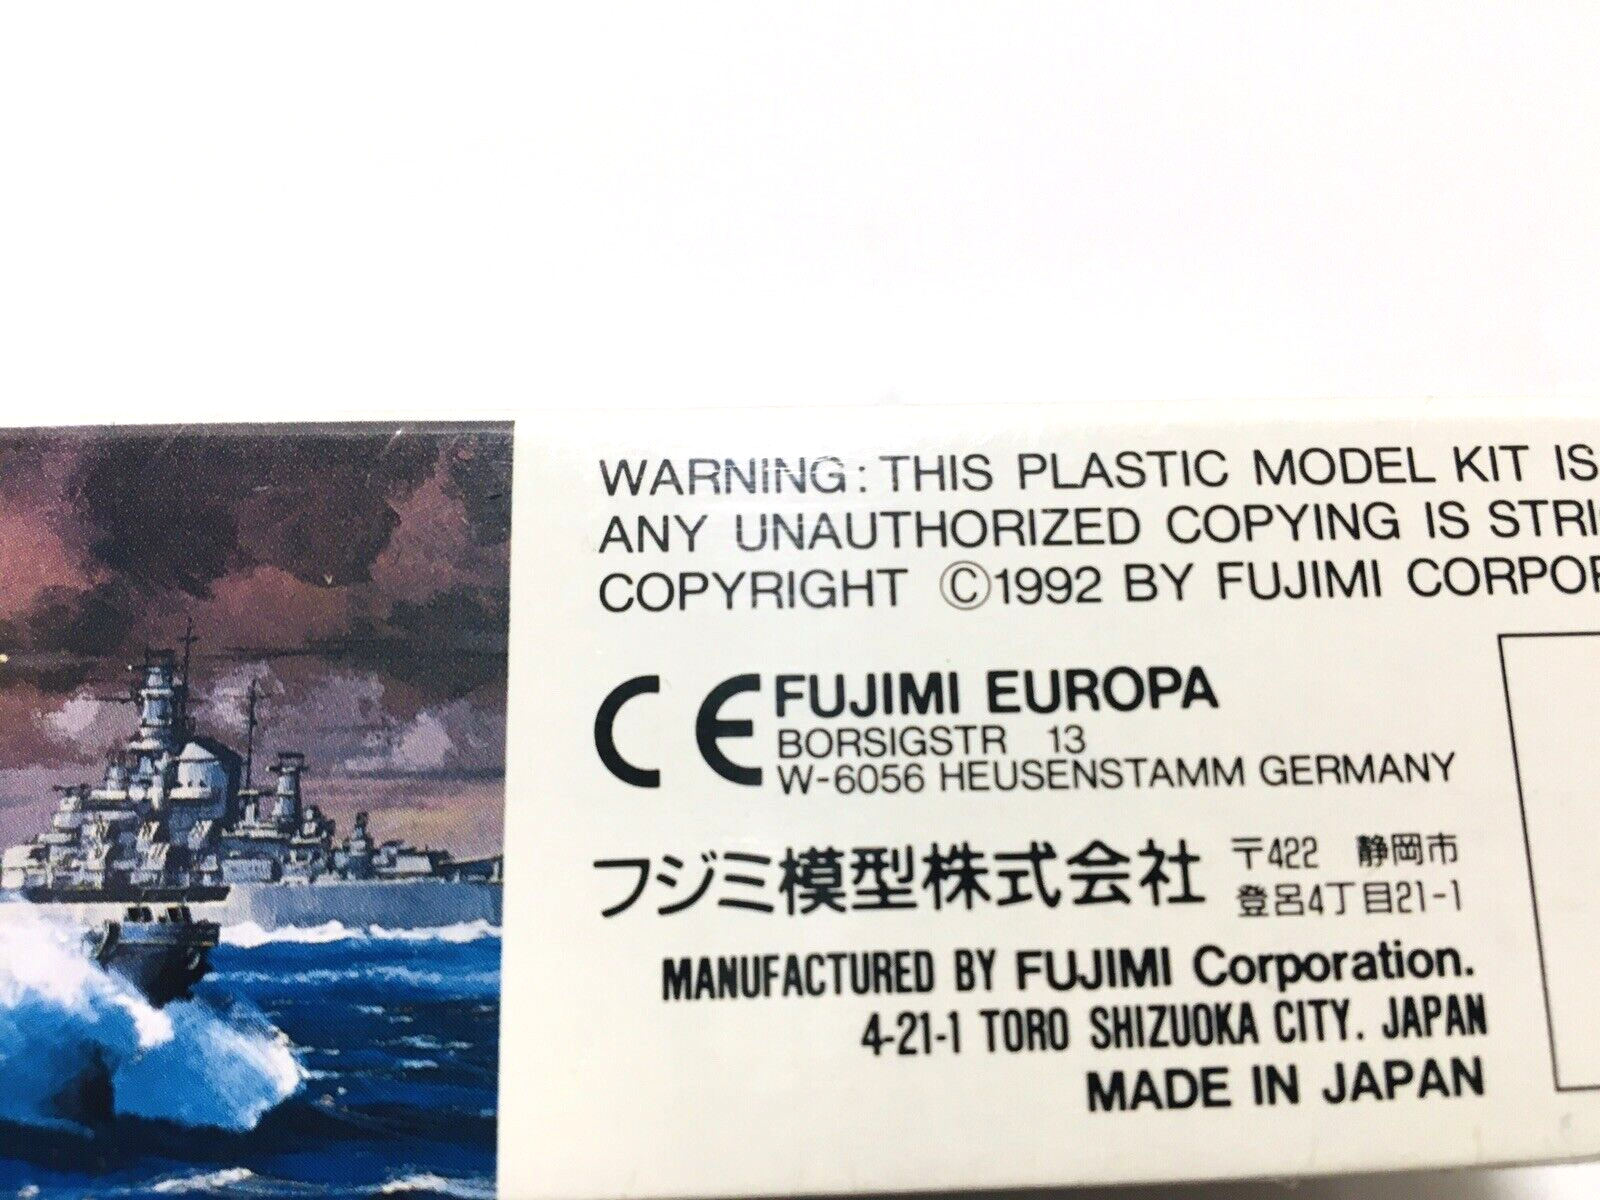 WARNING: THIS PLASTIC MODEL KIT IS
ANY UNAUTHORIZED COPYING IS
COPYRIGHT ©1992 BY FUJIMI
CE FUJIMI EUROPA
BORSIGSTR 13
W-6056 HEUSENSTAMM GERMANY
フジミ模型株式会社 〒422 静岡市
登呂4丁目21-1
MANUFACTURED BY FUJIMI Corporation.
4-21-1 TORO SHIZUOKA CITY. JAPAN
MADE IN JAPAN